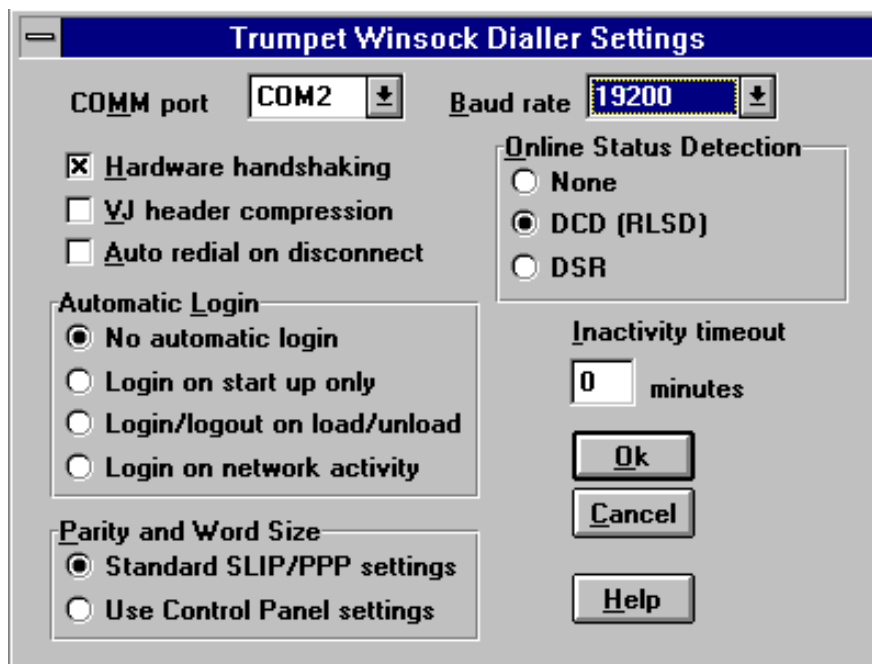 Trumpet Winsock Dialler Settings
COMM port COM2 Baud rate 19200
Hardware handshaking
VJ header compression
Auto redial on disconnect
Online Status Detection
None
DCD (RLSD)
DSR
Automatic Login
No automatic login
Login on start up only
Login/logout on load/unload
Login on network activity
Inactivity timeout
0 minutes
Parity and Word Size
Standard SLIP/PPP settings
Use Control Panel settings
Ok
Cancel
Help